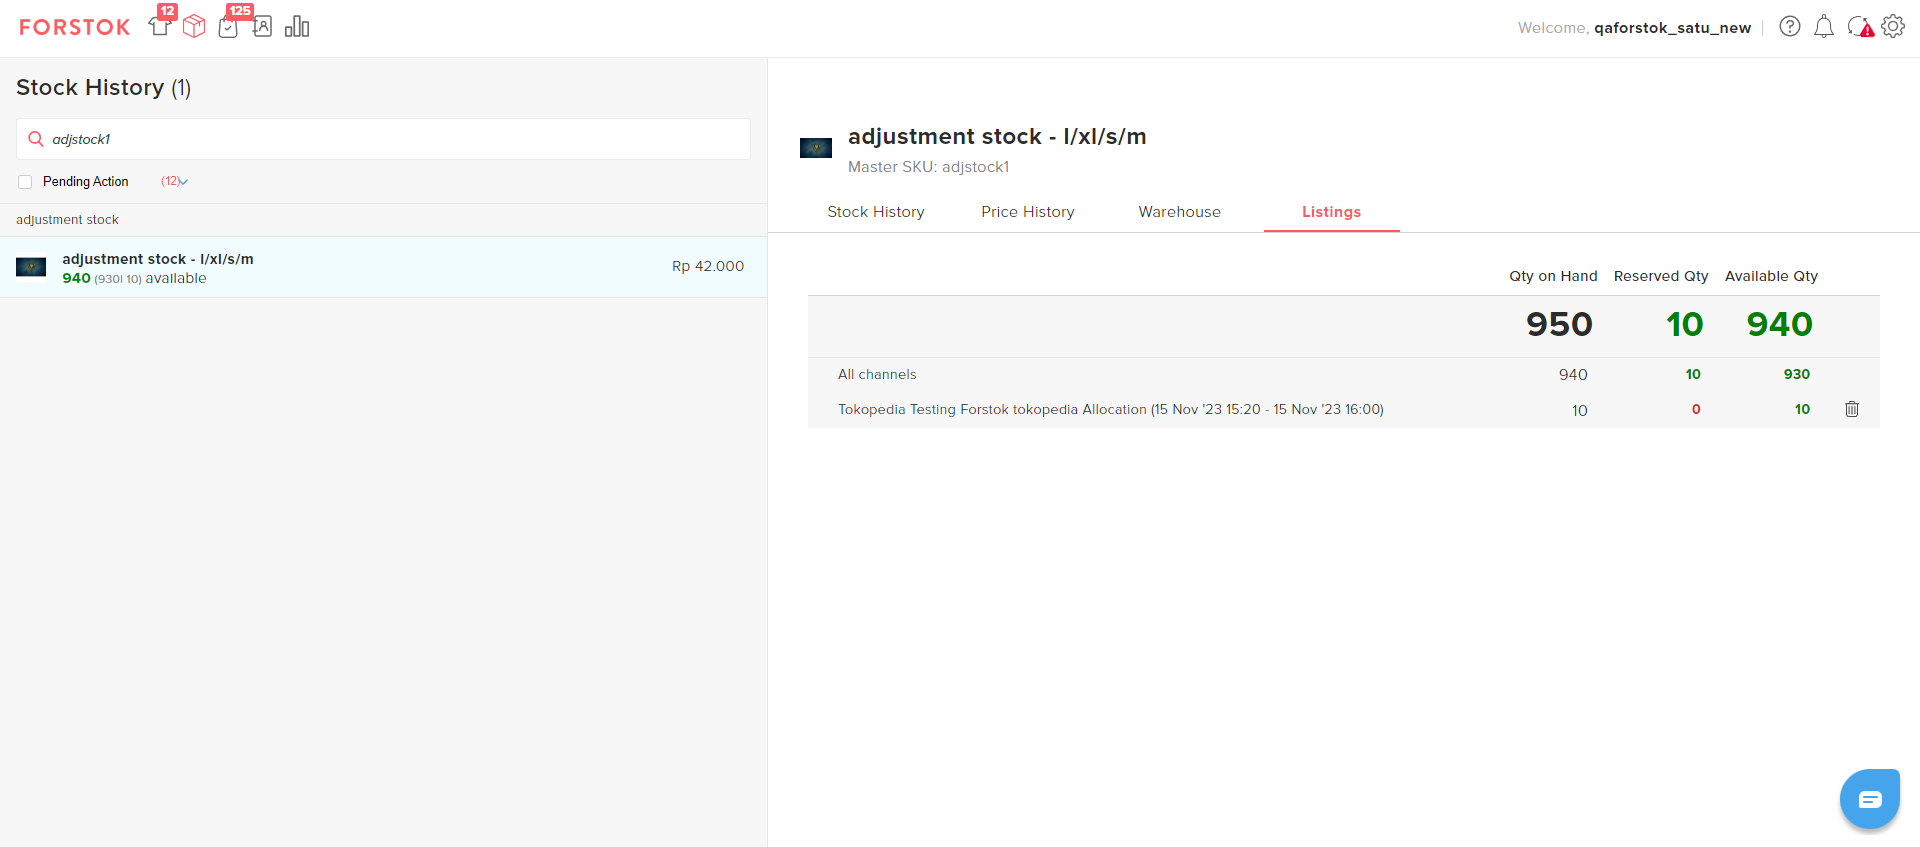 FORSTOK 12 125 Welcome, qaforstok_satu_new
Stock History (1)
adjstock1
Pending Action (12)
adjustment stock
adjustment stock - l/xl/s/m
940 (930| 10) available
Rp 42.000
adjustment stock - l/xl/s/m
Master SKU: adjstock1
Stock History Price History Warehouse Listings
Qty on Hand Reserved Qty Available Qty
950 10 940
All channels 940 10 930
Tokopedia Testing Forstok tokopedia Allocation (15 Nov '23 15:20 - 15 Nov '23 16:00) 10 0 10